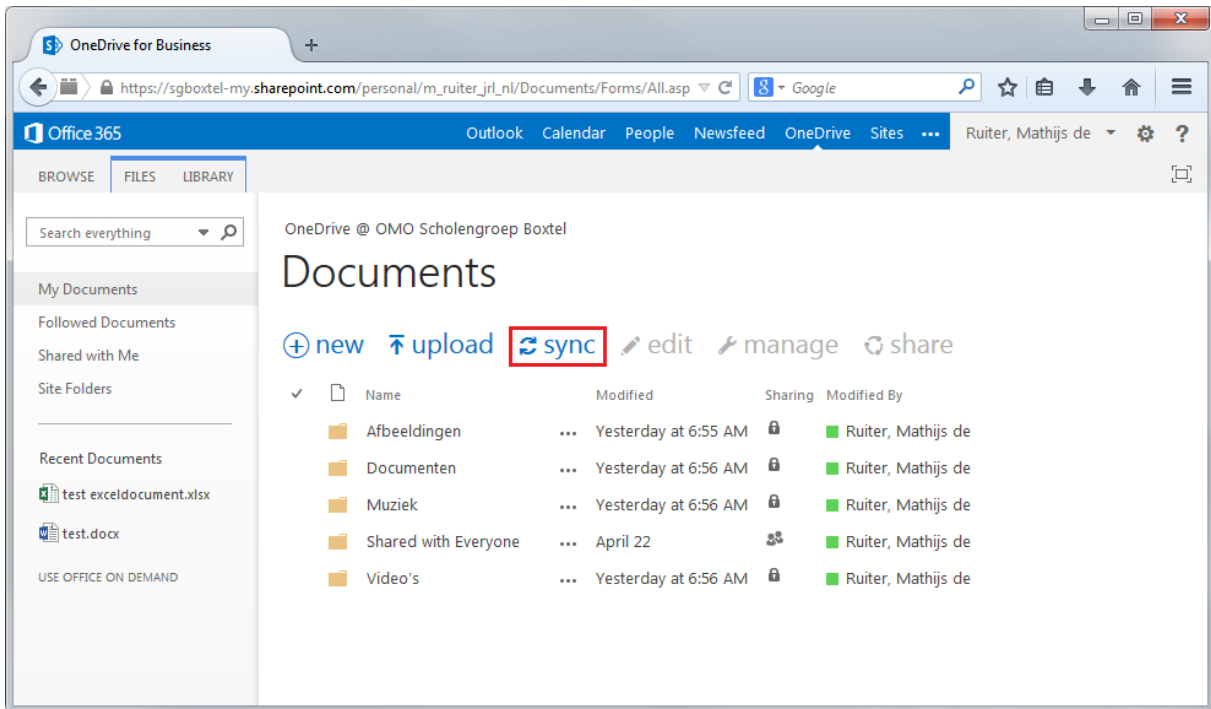 OneDrive for Business
https://sgboxtel-my.sharepoint.com/personal/m_ruiter_jrl_nl/Documents/Forms/All.asp Google
Office 365 Outlook Calendar People Newsfeed OneDrive Sites ••• Ruiter, Mathijs de ?
BROWSE FILES LIBRARY
Search everything
OneDrive @ OMO Scholengroep Boxtel
Documents
My Documents
Followed Documents
Shared with Me
Site Folders
Recent Documents
test exceldocument.xlsx
test.docx
USE OFFICE ON DEMAND
new upload sync edit manage share
Name Modified Sharing Modified By
Afbeeldingen ... Yesterday at 6:55 AM Ruiter, Mathijs de
Documenten ... Yesterday at 6:56 AM Ruiter, Mathijs de
Muziek ... Yesterday at 6:56 AM Ruiter, Mathijs de
Shared with Everyone ... April 22 Ruiter, Mathijs de
Video's ... Yesterday at 6:56 AM Ruiter, Mathijs de